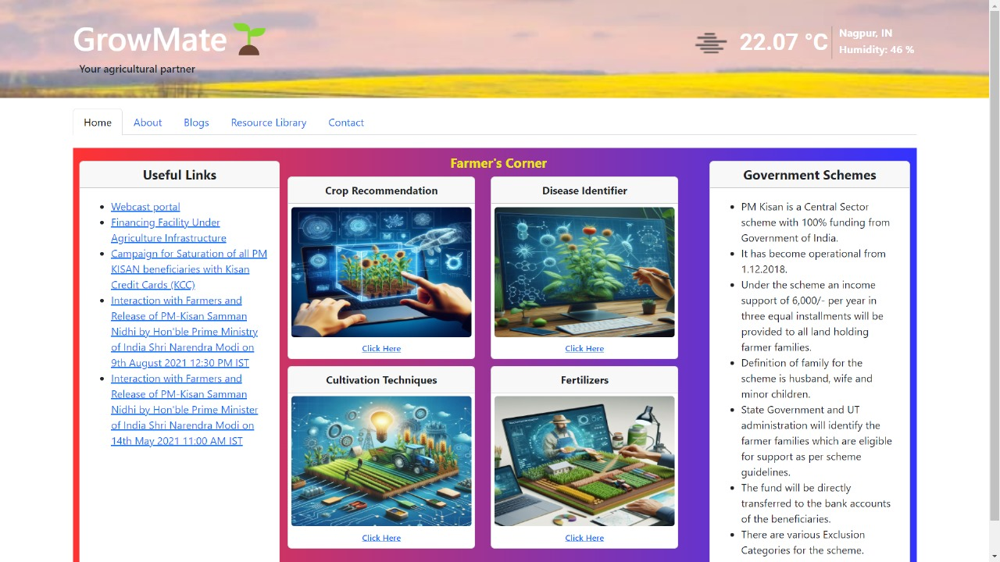 GrowMate
Your agricultural partner
22.07 °C
Nagpur, IN
Humidity: 46 %
Home
About
Blogs
Resource Library
Contact
Useful Links
Webcast portal
Financing Facility Under
Agriculture Infrastructure
Campaign for Saturation of all PM
KISAN beneficiaries with Kisan
Credit Cards (KCC)
Interaction with Farmers and
Release of PM-Kisan Samman
Nidhi by Hon'ble Prime Ministry
of India Shri Narendra Modi on
9th August 2021 12:30 PM IST
Interaction with Farmers and
Release of PM-Kisan Samman
Nidhi by Hon'ble Prime Minister
of India Shri Narendra Modi on
14th May 2021 11:00 AM IST
Farmer's Corner
Crop Recommendation
Click Here
Disease Identifier
Click Here
Cultivation Techniques
Click Here
Fertilizers
Click Here
Government Schemes
PM Kisan is a Central Sector
scheme with 100% funding from
Government of India.
It has become operational from
1.12.2018.
Under the scheme an income
support of 6,000/- per year in
three equal installments will be
provided to all land holding
farmer families.
Definition of family for the
scheme is husband, wife and
minor children.
State Government and UT
administration will identify the
farmer families which are eligible
for support as per scheme
guidelines.
The fund will be directly
transferred to the bank accounts
of the beneficiaries.
There are various Exclusion
Categories for the scheme.